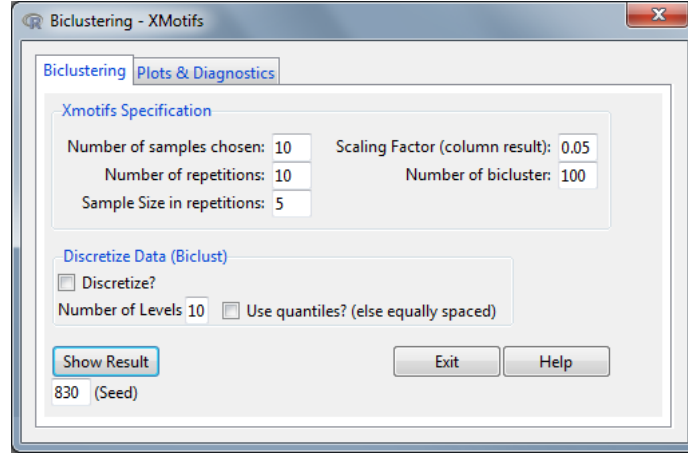 Biclustering - XMotifs
Biclustering Plots & Diagnostics
Xmotifs Specification
Number of samples chosen: 10 Scaling Factor (column result): 0.05
Number of repetitions: 10 Number of bicluster: 100
Sample Size in repetitions: 5
Discretize Data (Biclust)
Discretize?
Number of Levels 10 Use quantiles? (else equally spaced)
Show Result Exit Help
830 (Seed)